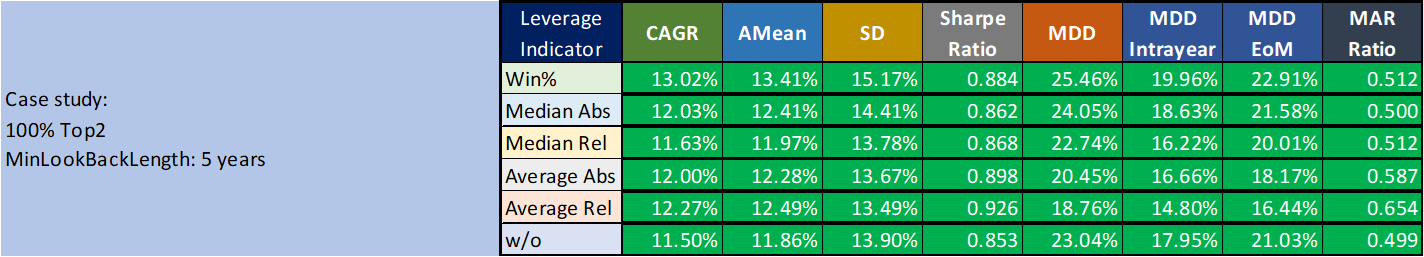 Case study:
100% Top2
MinLookBackLength: 5 years
Leverage Indicator CAGR AMean SD Sharpe Ratio MDD MDD Intrayear MDD EoM MAR Ratio
Win% 13.02% 13.41% 15.17% 0.884 25.46% 19.96% 22.91% 0.512
Median Abs 12.03% 12.41% 14.41% 0.862 24.05% 18.63% 21.58% 0.500
Median Rel 11.63% 11.97% 13.78% 0.868 22.74% 16.22% 20.01% 0.512
Average Abs 12.00% 12.28% 13.67% 0.898 20.45% 16.66% 18.17% 0.587
Average Rel 12.27% 12.49% 13.49% 0.926 18.76% 14.80% 16.44% 0.654
w/o 11.50% 11.86% 13.90% 0.853 23.04% 17.95% 21.03% 0.499